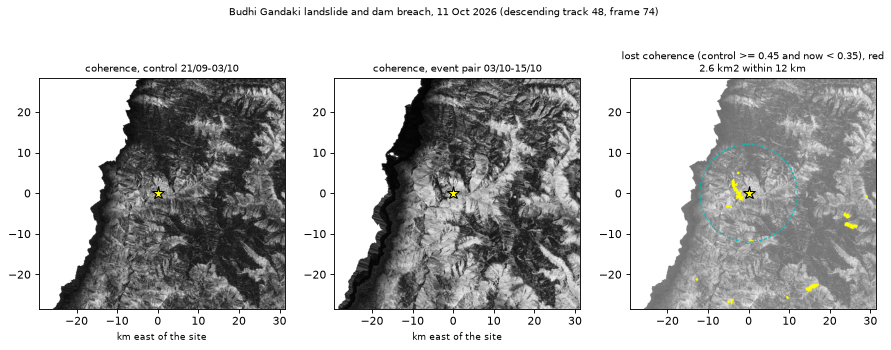 Budhi Gandaki landslide and dam breach, 11 Oct 2026 (descending track 48, frame 74)
coherence, control 21/09-03/10
coherence, event pair 03/10-15/10
lost coherence (control >= 0.45 and now < 0.35), red
2.6 km2 within 12 km
20
10
0
−10
−20
−20 −10 0 10 20 30
km east of the site
20
10
0
−10
−20
−20 −10 0 10 20 30
km east of the site
20
10
0
−10
−20
−20 −10 0 10 20 30